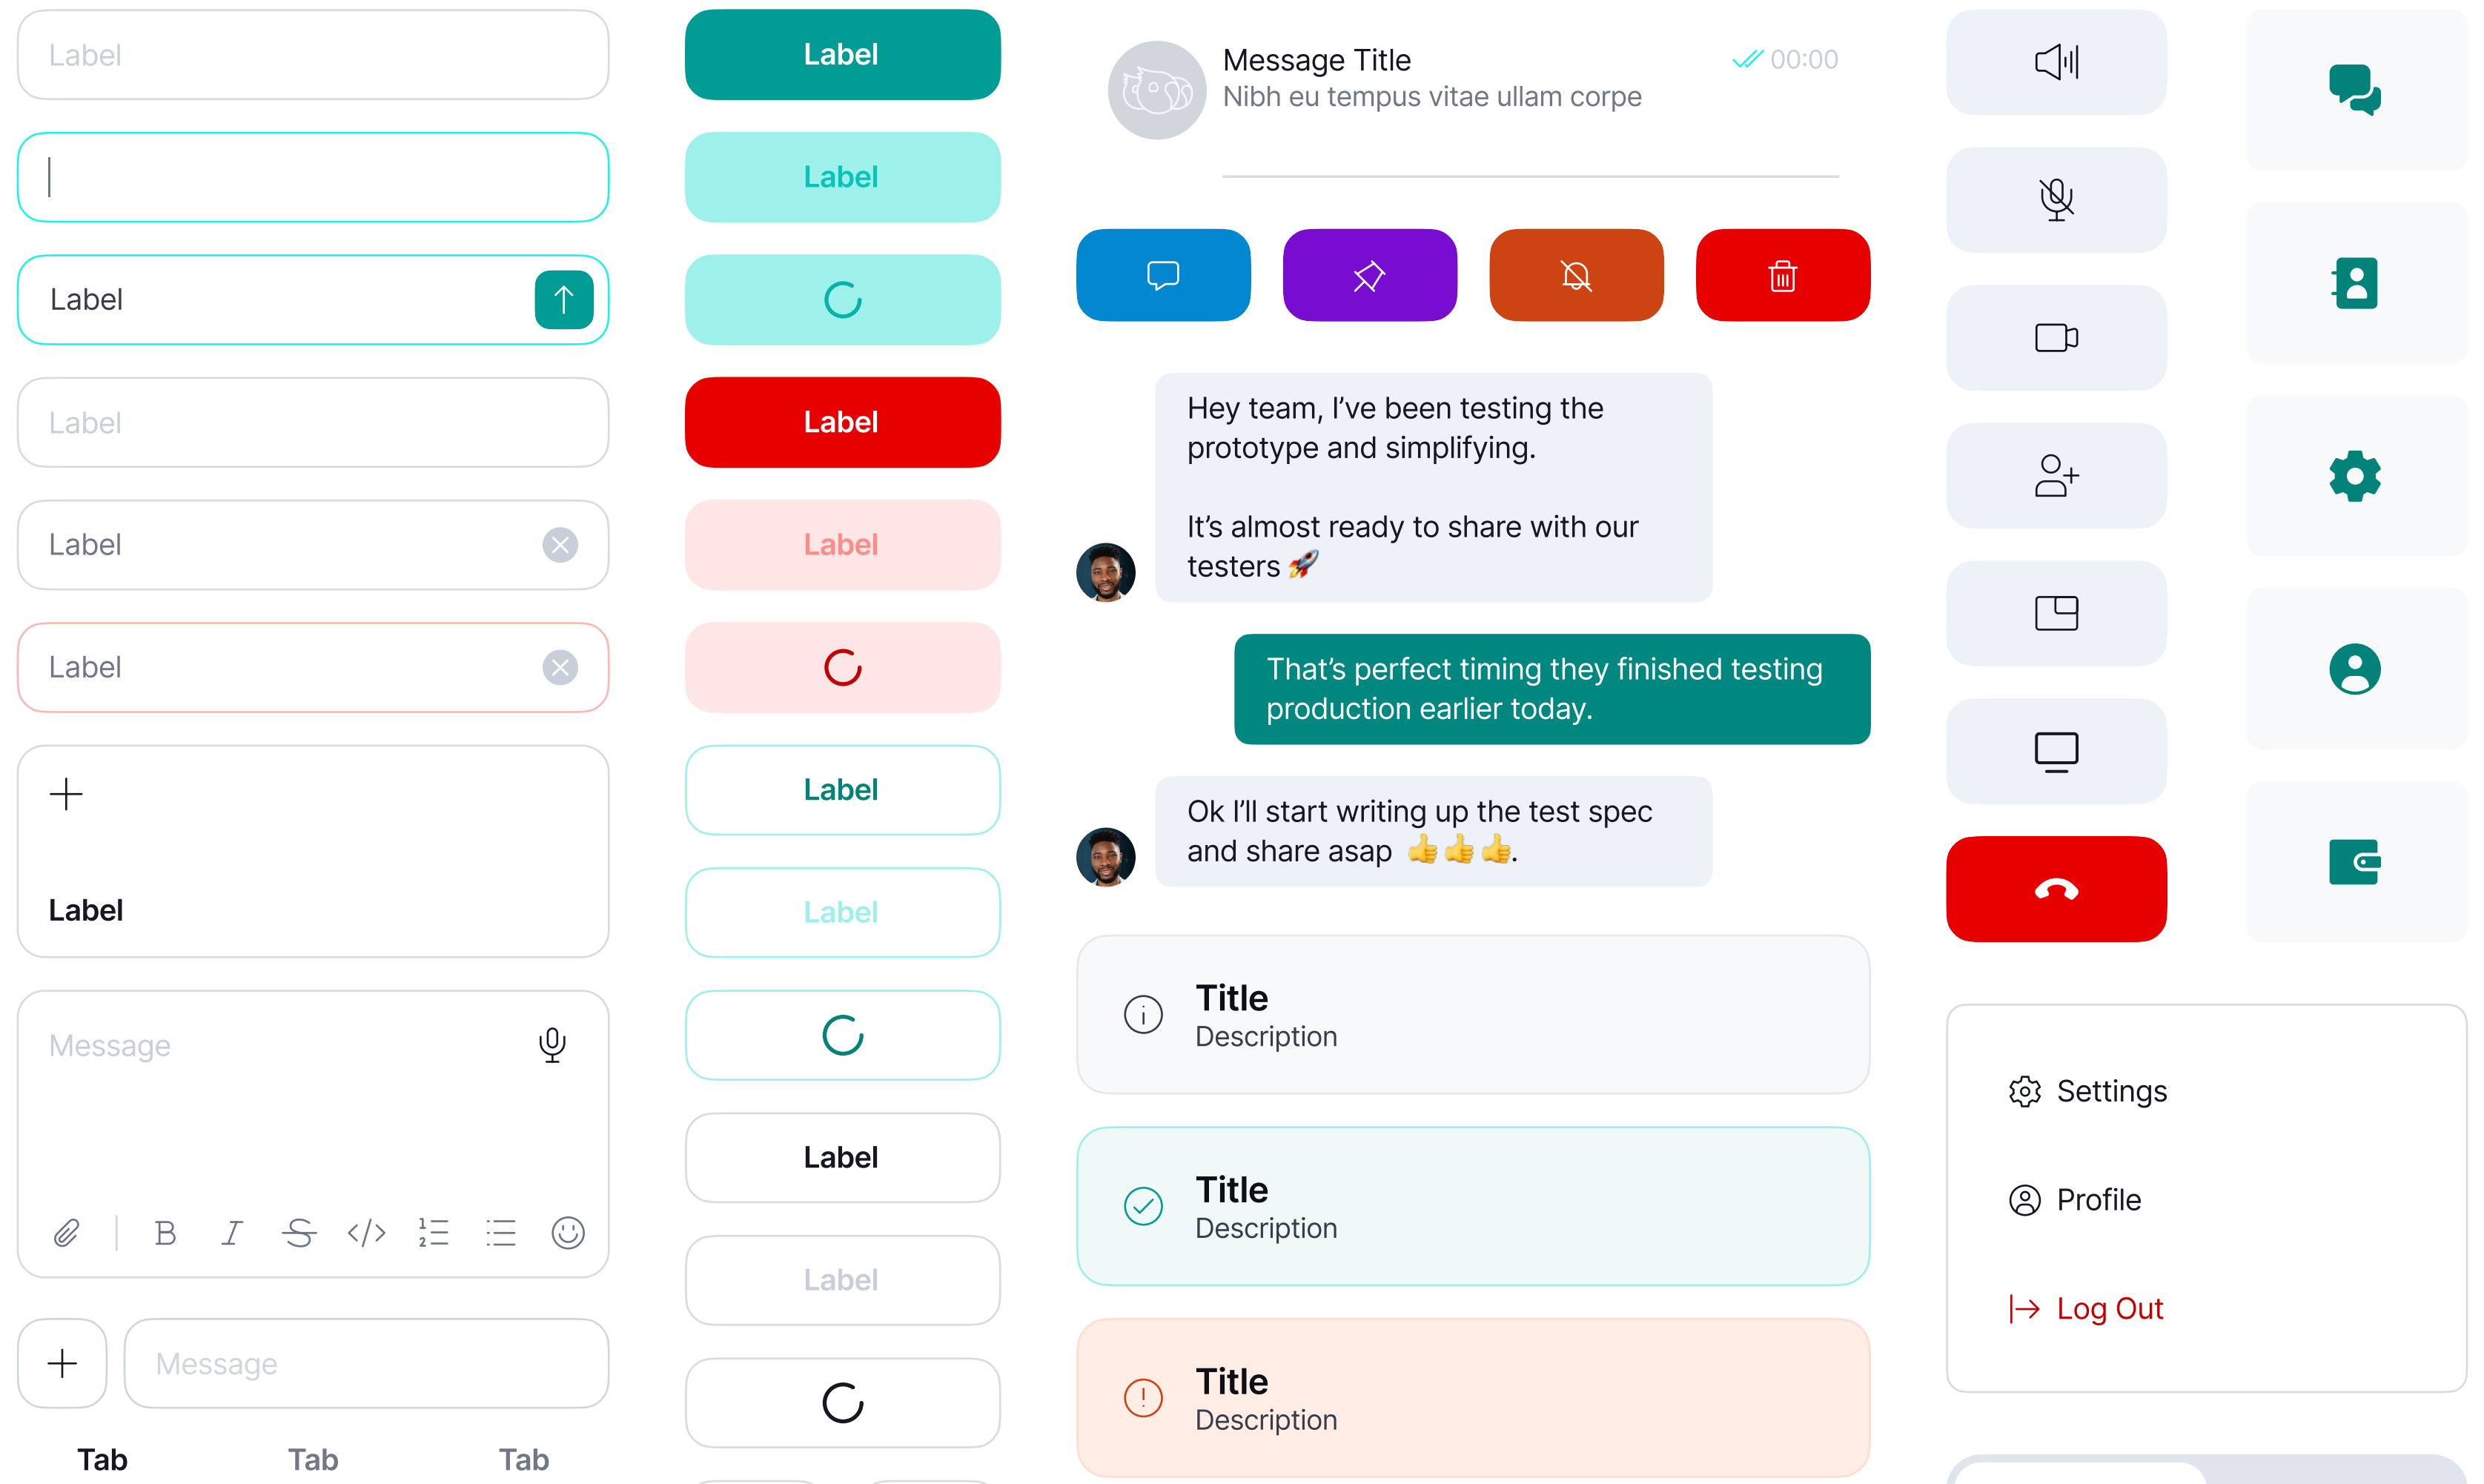 Label
Label
Label
Label
Label
Label
Message
Message
Tab Tab Tab
Label
Label
Label
Label
Label
Label
Label
Label
Message Title
00:00
Nibh eu tempus vitae ullam corpe
Hey team, I’ve been testing the
prototype and simplifying.
It’s almost ready to share with our
testers 🚀
That’s perfect timing they finished testing
production earlier today.
Ok I’ll start writing up the test spec
and share asap 👍👍👍.
Title
Description
Title
Description
Title
Description
Settings
Profile
Log Out